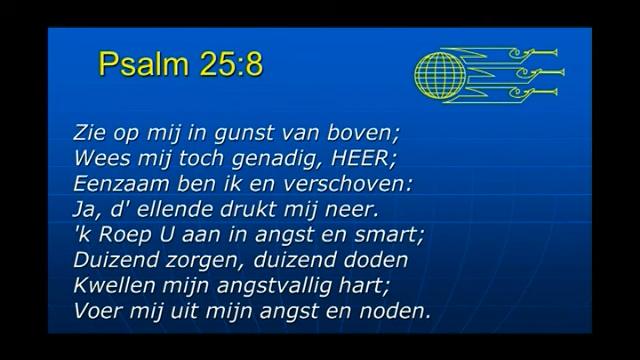 Psalm 25:8
Zie op mij in gunst van boven;
Wees mij toch genadig, HEER;
Eenzaam ben ik en verschoven:
Ja, d' ellende drukt mij neer.
'k Roep U aan in angst en smart;
Duizend zorgen, duizend doden
Kwellen mijn angstvallig hart;
Voer mij uit mijn angst en noden.